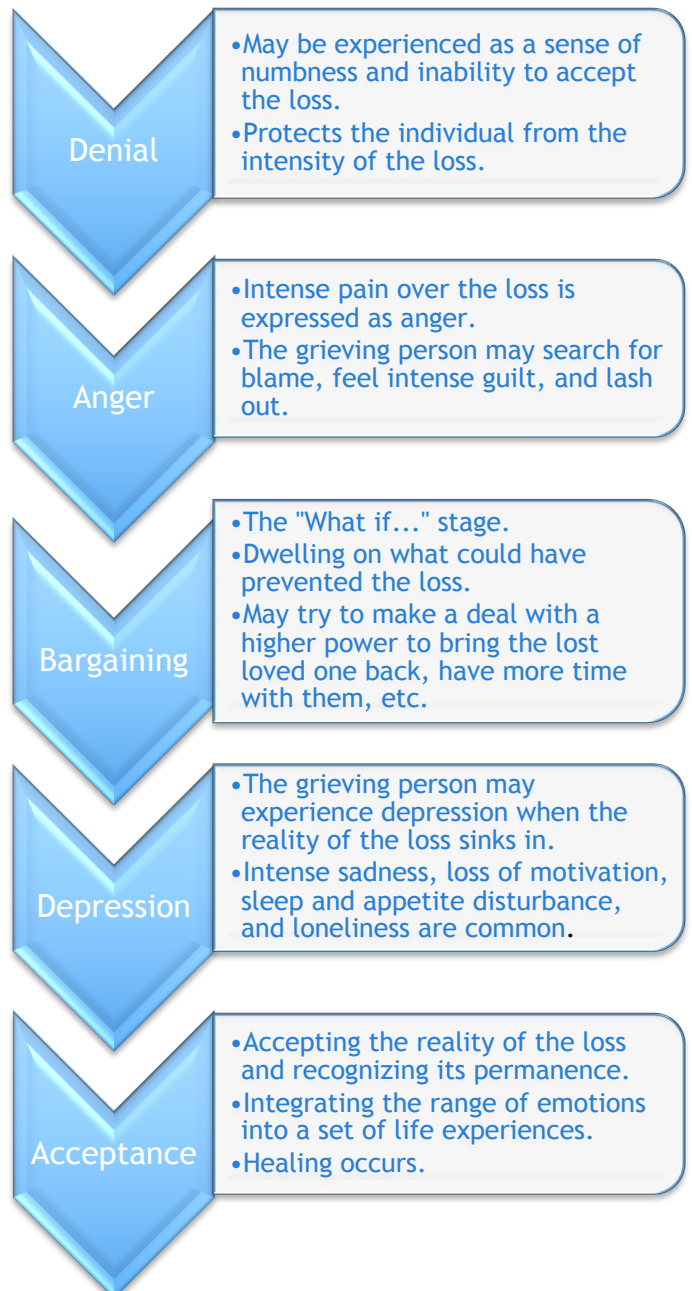 Denial
•May be experienced as a sense of
numbness and inability to accept
the loss.
•Protects the individual from the
intensity of the loss.
Anger
•Intense pain over the loss is
expressed as anger.
•The grieving person may search for
blame, feel intense guilt, and lash
out.
Bargaining
•The "What if..." stage.
•Dwelling on what could have
prevented the loss.
•May try to make a deal with a
higher power to bring the lost
loved one back, have more time
with them, etc.
Depression
•The grieving person may
experience depression when the
reality of the loss sinks in.
•Intense sadness, loss of motivation,
sleep and appetite disturbance,
and loneliness are common.
Acceptance
•Accepting the reality of the loss
and recognizing its permanence.
•Integrating the range of emotions
into a set of life experiences.
•Healing occurs.